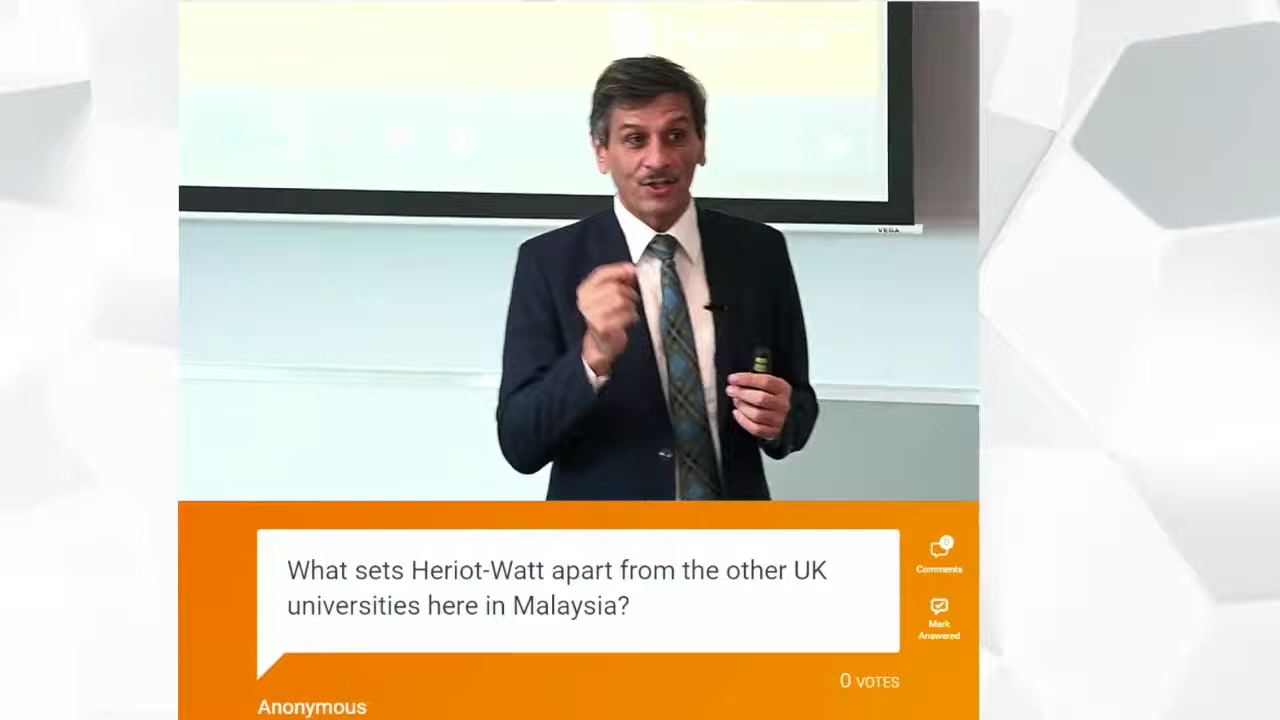 VEGA
What sets Heriot-Watt apart from the other UK
universities here in Malaysia?
0
Comments
Mark
Answered
0 VOTES
Anonymous